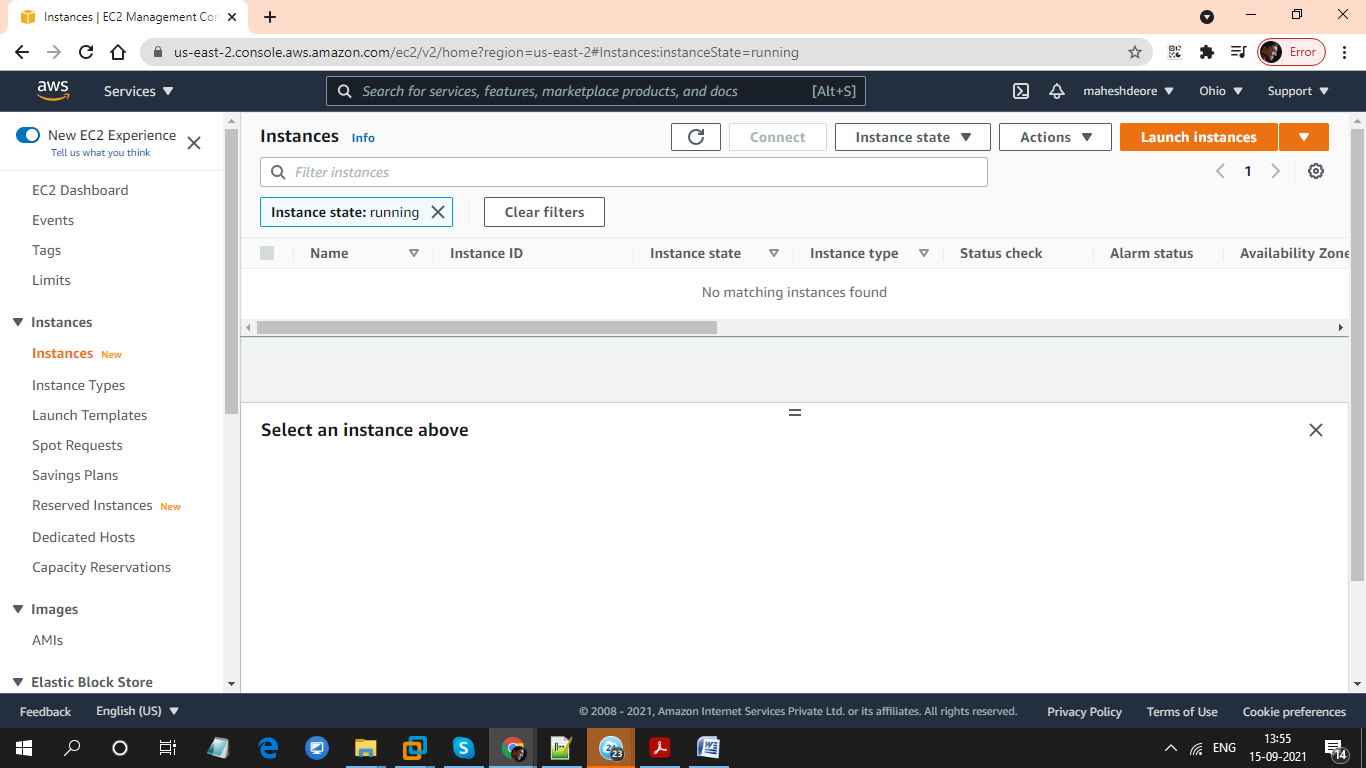 Instances | EC2 Management Con
us-east-2.console.aws.amazon.com/ec2/v2/home?region=us-east-2#Instances:instanceState=running
Error
aws
Services
Search for services, features, marketplace products, and docs [Alt+S]
maheshdeore
Ohio
Support
New EC2 Experience
Tell us what you think
EC2 Dashboard
Events
Tags
Limits
Instances
Instances New
Instance Types
Launch Templates
Spot Requests
Savings Plans
Reserved Instances New
Dedicated Hosts
Capacity Reservations
Images
AMIs
Elastic Block Store
Instances Info
Connect
Instance state
Actions
Launch instances
Filter instances
1
Instance state: running
Clear filters
Name Instance ID Instance state Instance type Status check Alarm status Availability Zone
No matching instances found
Select an instance above
Feedback English (US)
© 2008 - 2021, Amazon Internet Services Private Ltd. or its affiliates. All rights reserved. Privacy Policy Terms of Use Cookie preferences
ENG
13:55
15-09-2021
14